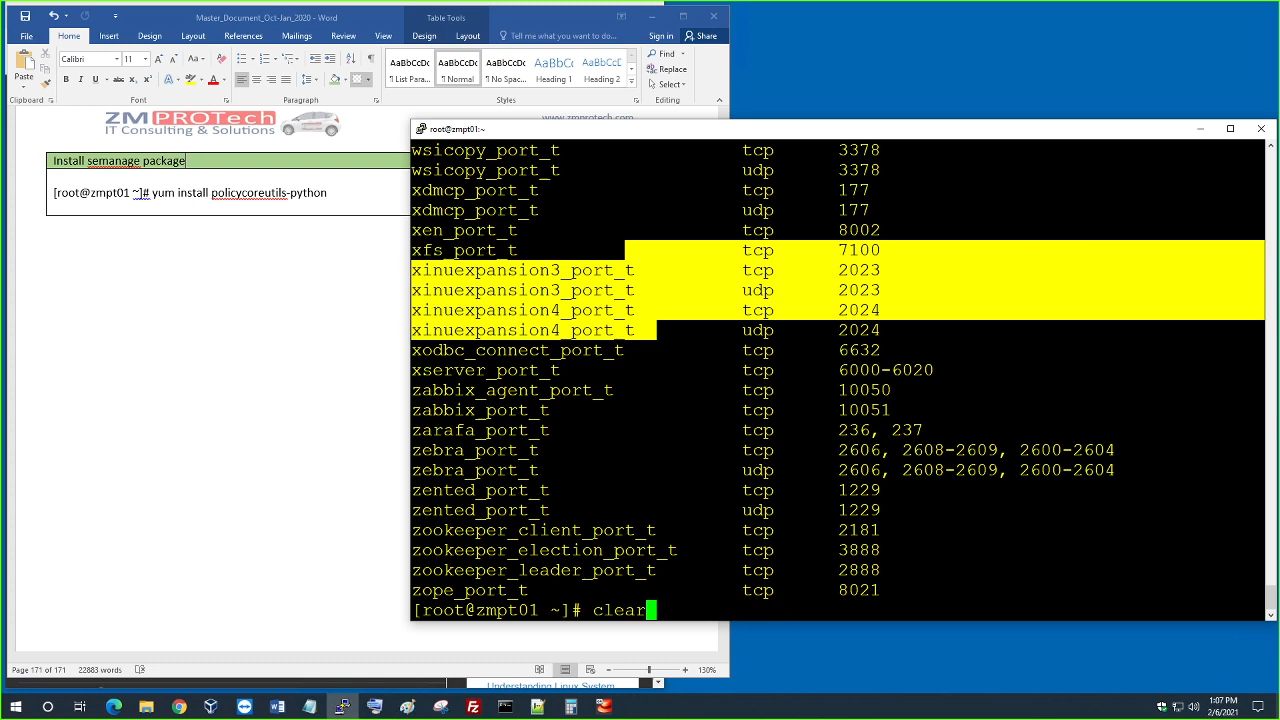 Master_Document_Oct-Jan_2020 - Word
Table Tools
File Home Insert Design Layout References Mailings Review View Design Layout Tell me what you want to do... Sign in Share
Paste
Clipboard
Calibri 11
Font
Paragraph
AaBbCcDc AaBbCcDc AaBbCcDc AaBbCc AaBbCcC
¶ List Para... ¶ Normal ¶ No Spac... Heading 1 Heading 2
Styles
Find
Replace
Select
Editing
ZMPROTech
IT Consulting & Solutions
www.zmprotech.com
Install semanage package
[root@zmpt01 ~]# yum install policycoreutils-python
root@zmpt01:~
wsicopy_port_t tcp 3378
wsicopy_port_t udp 3378
xdmcp_port_t tcp 177
xdmcp_port_t udp 177
xen_port_t tcp 8002
xfs_port_t tcp 7100
xinuexpansion3_port_t tcp 2023
xinuexpansion3_port_t udp 2023
xinuexpansion4_port_t tcp 2024
xinuexpansion4_port_t udp 2024
xodbc_connect_port_t tcp 6632
xserver_port_t tcp 6000-6020
zabbix_agent_port_t tcp 10050
zabbix_port_t tcp 10051
zarafa_port_t tcp 236, 237
zebra_port_t tcp 2606, 2608-2609, 2600-2604
zebra_port_t udp 2606, 2608-2609, 2600-2604
zented_port_t tcp 1229
zented_port_t udp 1229
zookeeper_client_port_t tcp 2181
zookeeper_election_port_t tcp 3888
zookeeper_leader_port_t tcp 2888
zope_port_t tcp 8021
[root@zmpt01 ~]# clear
Page 171 of 171 22883 words
130%
Understanding Linux System
1:07 PM
2/6/2021